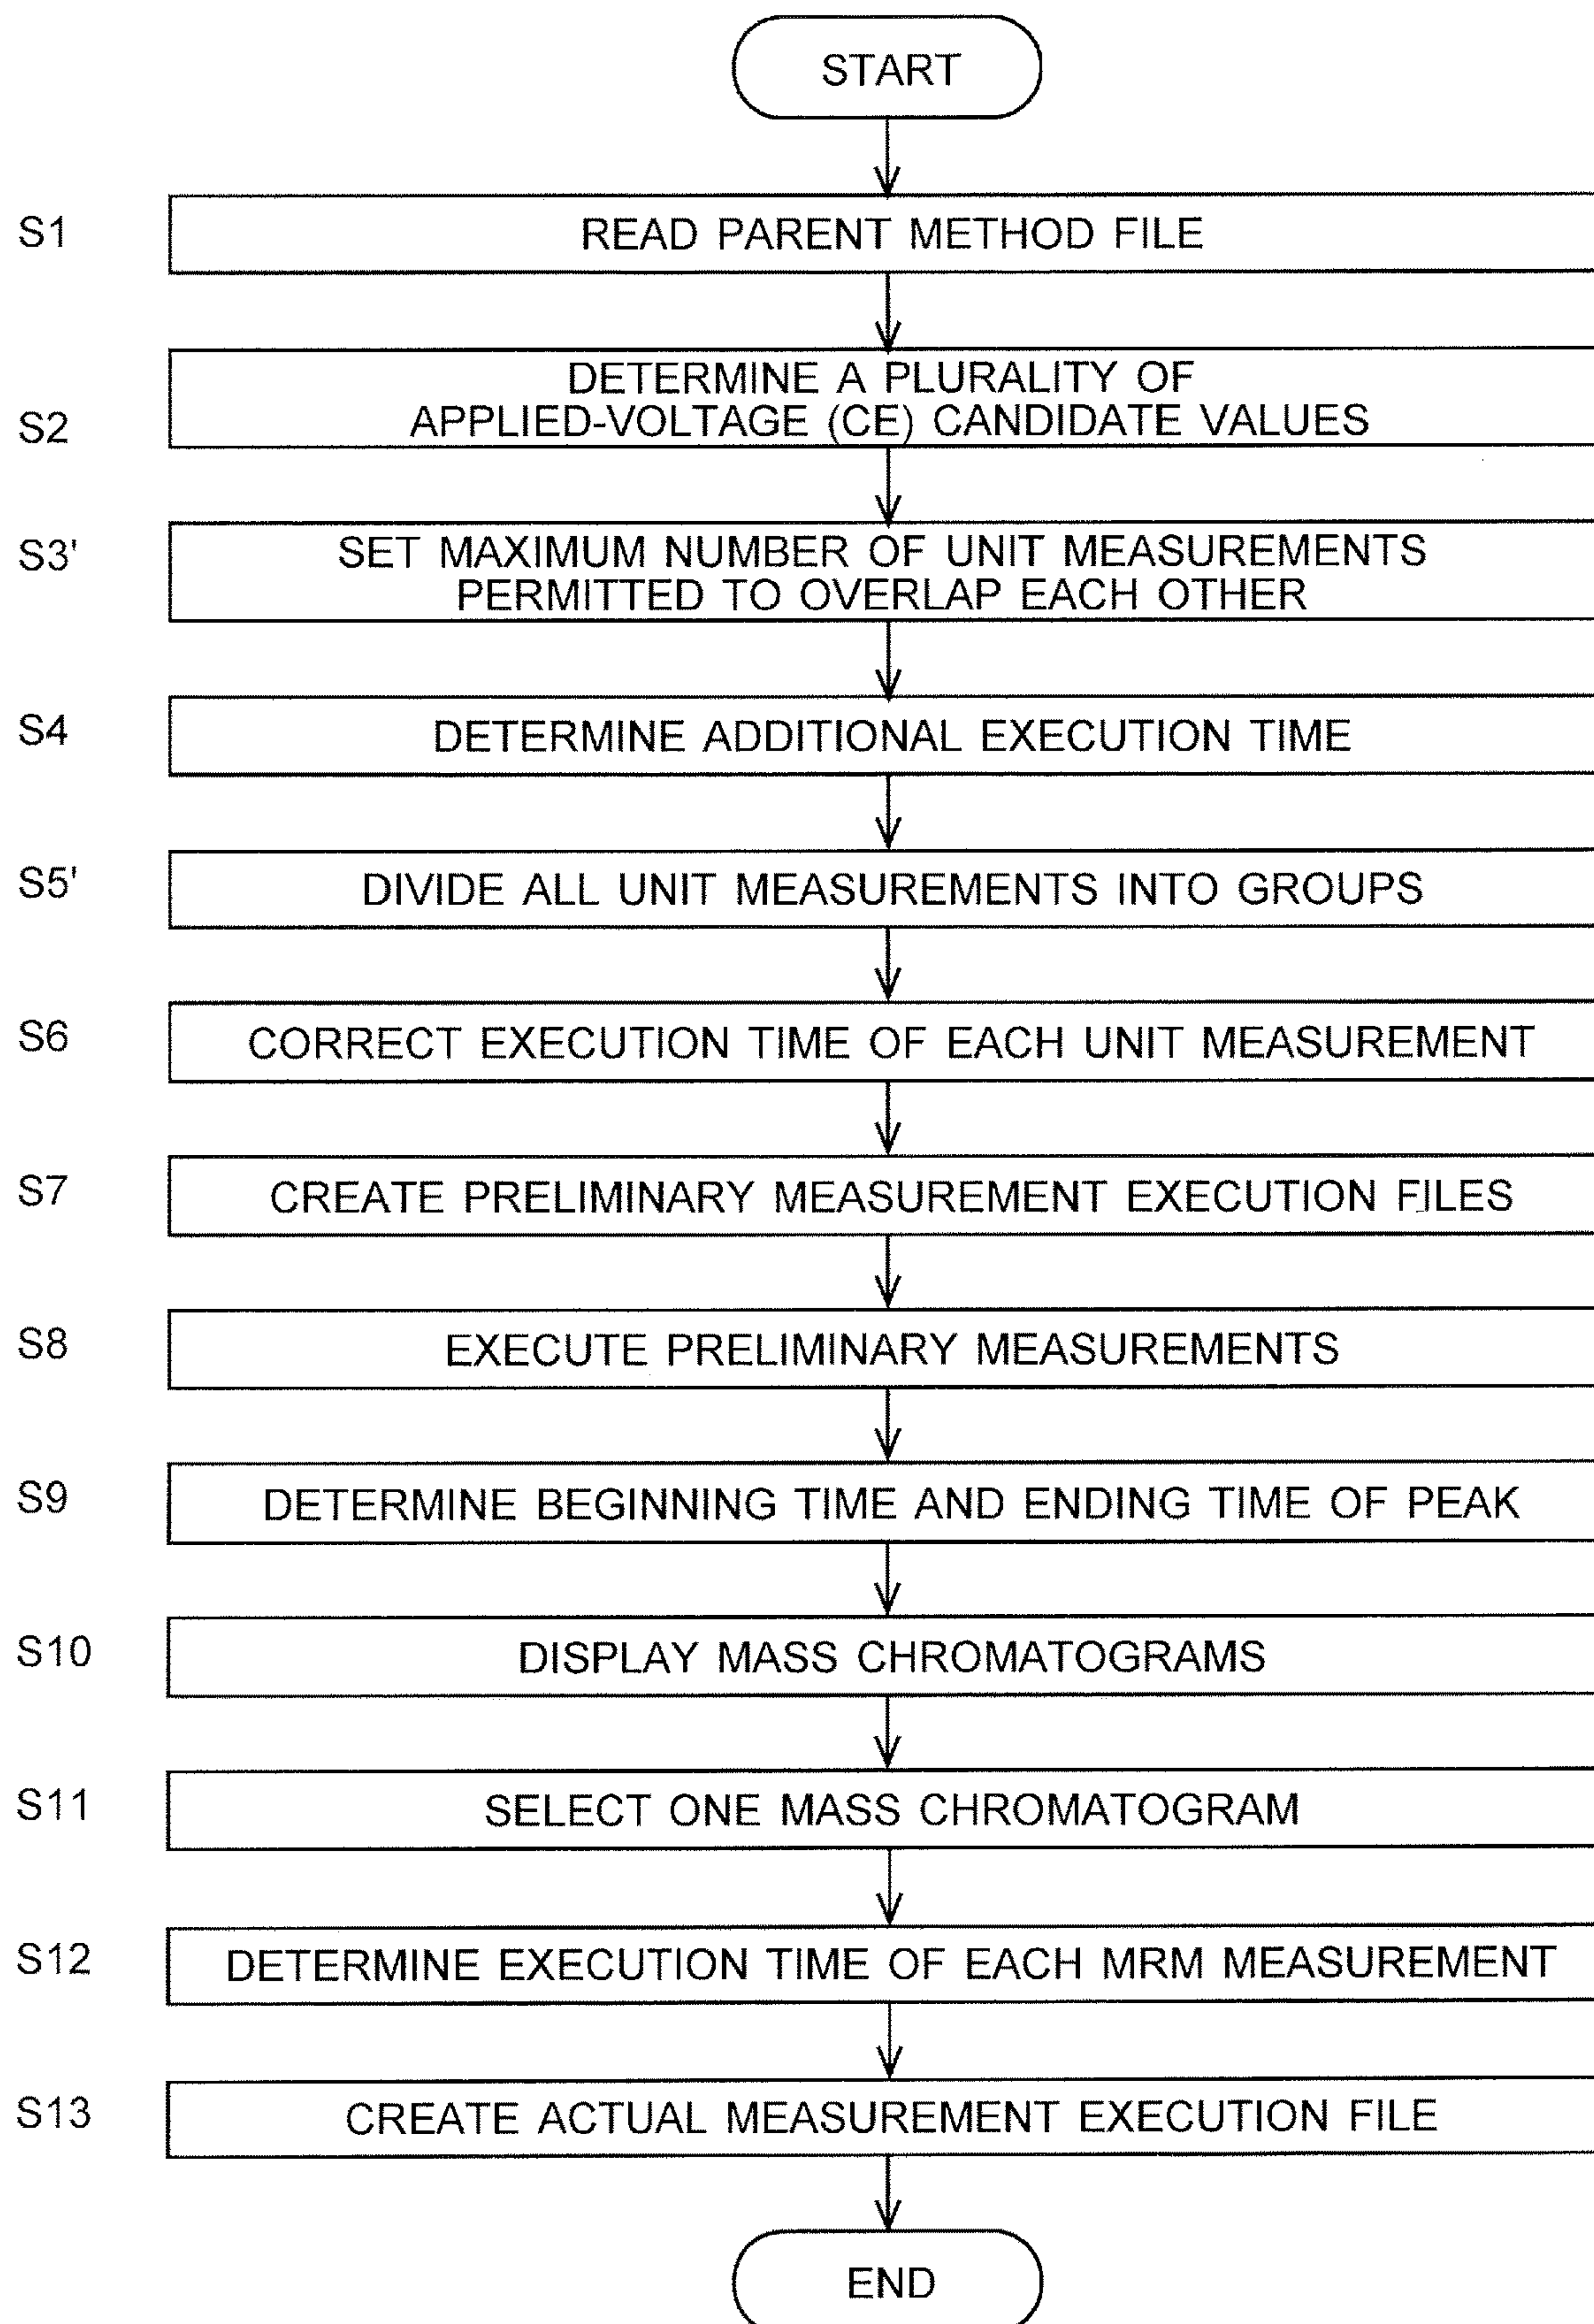 START
S1
READ PARENT METHOD FILE
DETERMINE A PLURALITY OF
S2
APPLIED-VOLTAGE (CE) CANDIDATE VALUES
S3'
SET MAXIMUM NUMBER OF UNIT MEASUREMENTS
PERMITTED TO OVERLAP EACH OTHER
S4
DETERMINE ADDITIONAL EXECUTION TIME
S5'
DIVIDE ALL UNIT MEASUREMENTS INTO GROUPS
S6
CORRECT EXECUTION TIME OF EACH UNIT MEASUREMENT
S7
CREATE PRELIMINARY MEASUREMENT EXECUTION FILES
S8
EXECUTE PRELIMINARY MEASUREMENTS
S9
DETERMINE BEGINNING TIME AND ENDING TIME OF PEAK
S10
DISPLAY MASS CHROMATOGRAMS
S11
SELECT ONE MASS CHROMATOGRAM
S12
DETERMINE EXECUTION TIME OF EACH MRM MEASUREMENT
S13
CREATE ACTUAL MEASUREMENT EXECUTION FILE
END